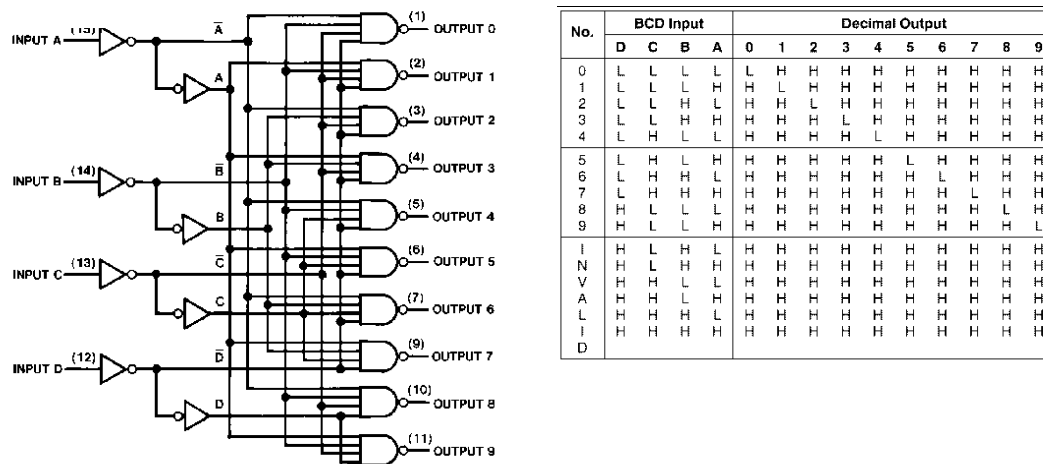 (15) A̅ (1)
INPUT A OUTPUT 0
(2)
A OUTPUT 1
(3)
OUTPUT 2
(14) B̅ (4)
INPUT B OUTPUT 3
(5)
B OUTPUT 4
(13) C̅ (6)
INPUT C OUTPUT 5
(7)
C OUTPUT 6
(12) D̅ (9)
INPUT D OUTPUT 7
(10)
D OUTPUT 8
(11)
OUTPUT 9
No. BCD Input Decimal Output
D C B A 0 1 2 3 4 5 6 7 8 9
0 L L L L L H H H H H H H H H
1 L L L H H L H H H H H H H H
2 L L H L H H L H H H H H H H
3 L L H H H H H L H H H H H H
4 L H L L H H H H L H H H H H
5 L H L H H H H H H L H H H H
6 L H H L H H H H H H L H H H
7 L H H H H H H H H H H L H H
8 H L L L H H H H H H H H L H
9 H L L H H H H H H H H H H L
I H L H L H H H H H H H H H H
N H L H H H H H H H H H H H H
V H H L L H H H H H H H H H H
A H H L H H H H H H H H H H H
L H H H L H H H H H H H H H H
I H H H H H H H H H H H H H H
D